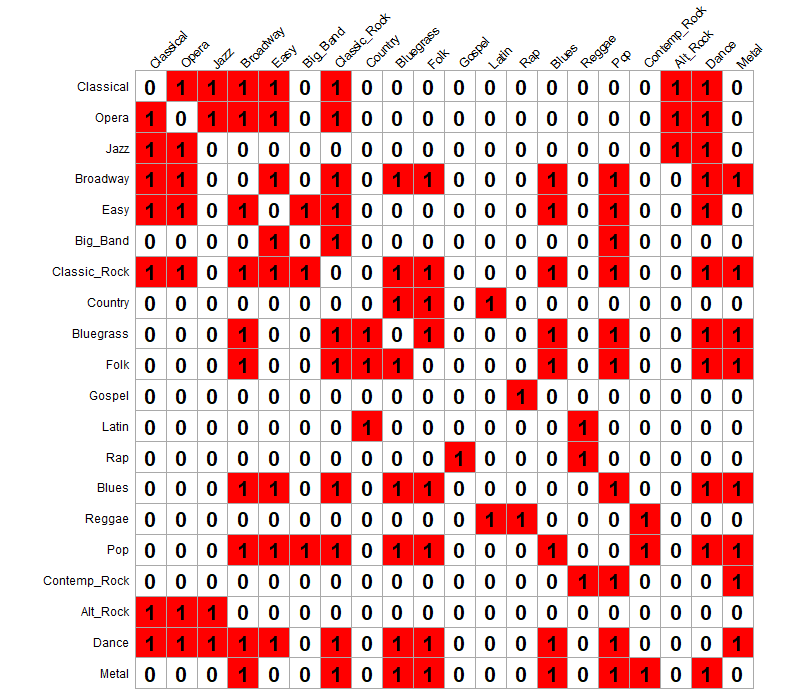 Classical Opera Jazz Broadway Easy Big_Band Classic_Rock Country Bluegrass Folk Gospel Latin Rap Blues Reggae Pop Contemp_Rock Alt_Rock Dance Metal
Classical 0 1 1 1 1 0 1 0 0 0 0 0 0 0 0 0 0 1 1 0
Opera 1 0 1 1 1 0 1 0 0 0 0 0 0 0 0 0 0 1 1 0
Jazz 1 1 0 0 0 0 0 0 0 0 0 0 0 0 0 0 0 1 1 0
Broadway 1 1 0 0 1 0 1 0 1 1 0 0 0 1 0 1 0 0 1 1
Easy 1 1 0 1 0 1 1 0 0 0 0 0 0 1 0 1 0 0 1 0
Big_Band 0 0 0 0 1 0 1 0 0 0 0 0 0 0 0 1 0 0 0 0
Classic_Rock 1 1 0 1 1 1 0 0 1 1 0 0 0 1 0 1 0 0 1 1
Country 0 0 0 0 0 0 0 0 1 1 0 1 0 0 0 0 0 0 0 0
Bluegrass 0 0 0 1 0 0 1 1 0 1 0 0 0 1 0 1 0 0 1 1
Folk 0 0 0 1 0 0 1 1 1 0 0 0 0 1 0 1 0 0 1 1
Gospel 0 0 0 0 0 0 0 0 0 0 0 0 1 0 0 0 0 0 0 0
Latin 0 0 0 0 0 0 0 1 0 0 0 0 0 0 1 0 0 0 0 0
Rap 0 0 0 0 0 0 0 0 0 0 1 0 0 0 1 0 0 0 0 0
Blues 0 0 0 1 1 0 1 0 1 1 0 0 0 0 0 1 0 0 1 1
Reggae 0 0 0 0 0 0 0 0 0 0 0 1 1 0 0 0 1 0 0 0
Pop 0 0 0 1 1 1 1 0 1 1 0 0 0 1 0 0 1 0 1 1
Contemp_Rock 0 0 0 0 0 0 0 0 0 0 0 0 0 0 1 1 0 0 0 1
Alt_Rock 1 1 1 0 0 0 0 0 0 0 0 0 0 0 0 0 0 0 0 0
Dance 1 1 1 1 1 0 1 0 1 1 0 0 0 1 0 1 0 0 0 1
Metal 0 0 0 1 0 0 1 0 1 1 0 0 0 1 0 1 1 0 1 0